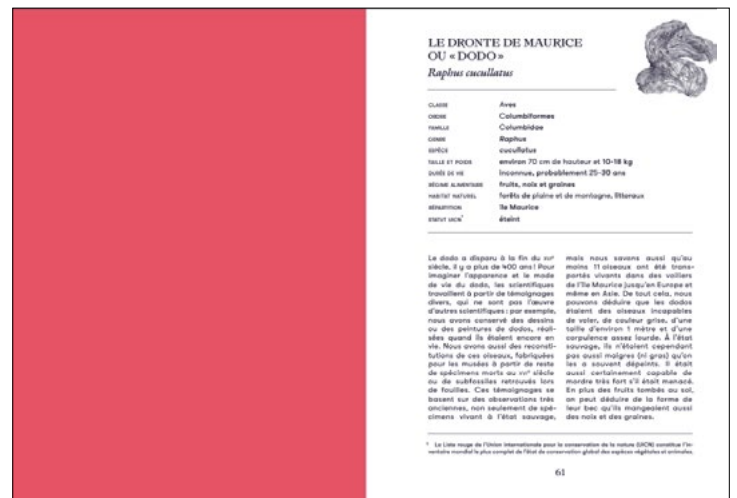 LE DRONTE DE MAURICE
OU « DODO »
Raphus cucullatus
CLASSE Aves
ORDRE Columbiformes
FAMILLE Columbidae
GENRE Raphus
ESPÈCE cucullatus
TAILLE ET POIDS environ 70 cm de hauteur et 10-18 kg
DURÉE DE VIE inconnue, probablement 25-30 ans
RÉGIME ALIMENTAIRE fruits, noix et graines
HABITAT NATUREL forêts de plaine et de montagne, littoraux
RÉPARTITION île Maurice
STATUT UICN* éteint
Le dodo a disparu à la fin du
siècle, il y a plus de 400 ans ! Pour
imaginer l'apparence et le mode
de vie du dodo, les scientifiques
travaillent à partir de témoignages
divers, qui ne sont pas l'œuvre
d'autres scientifiques : par exemple,
nous avons conservé des dessins
ou des peintures de dodos, réali-
sées quand ils étaient encore en
vie. Nous avons aussi des reconsti-
tutions de ces oiseaux, fabriquées
pour les musées à partir de reste
de spécimens morts au siècle
ou de subfossiles retrouvés lors
de fouilles. Ces témoignages se
basent sur des observations très
anciennes, non seulement de spé-
cimens vivant à l'état sauvage,
mais nous savons aussi qu'au
moins 11 oiseaux ont été trans-
portés vivants dans des voiliers
de l'île Maurice jusqu'en Europe et
même en Asie. De tout cela, nous
pouvons déduire que les dodos
étaient des oiseaux incapables
de voler, de couleur grise, d'une
taille d'environ 1 mètre et d'une
corpulence assez lourde. À l'état
sauvage, ils n'étaient cependant
pas aussi maigres (ni gras) qu'on
les a souvent dépeints. Il était
aussi certainement capable de
mordre très fort s'il était menacé.
En plus des fruits tombés au sol,
on peut déduire de la forme de
leur bec qu'ils mangeaient aussi
des noix et des graines.
* La Liste rouge de l'Union internationale pour la conservation de la nature (UICN) constitue l'in-
ventaire mondial le plus complet de l'état de conservation global des espèces végétales et animales.
61